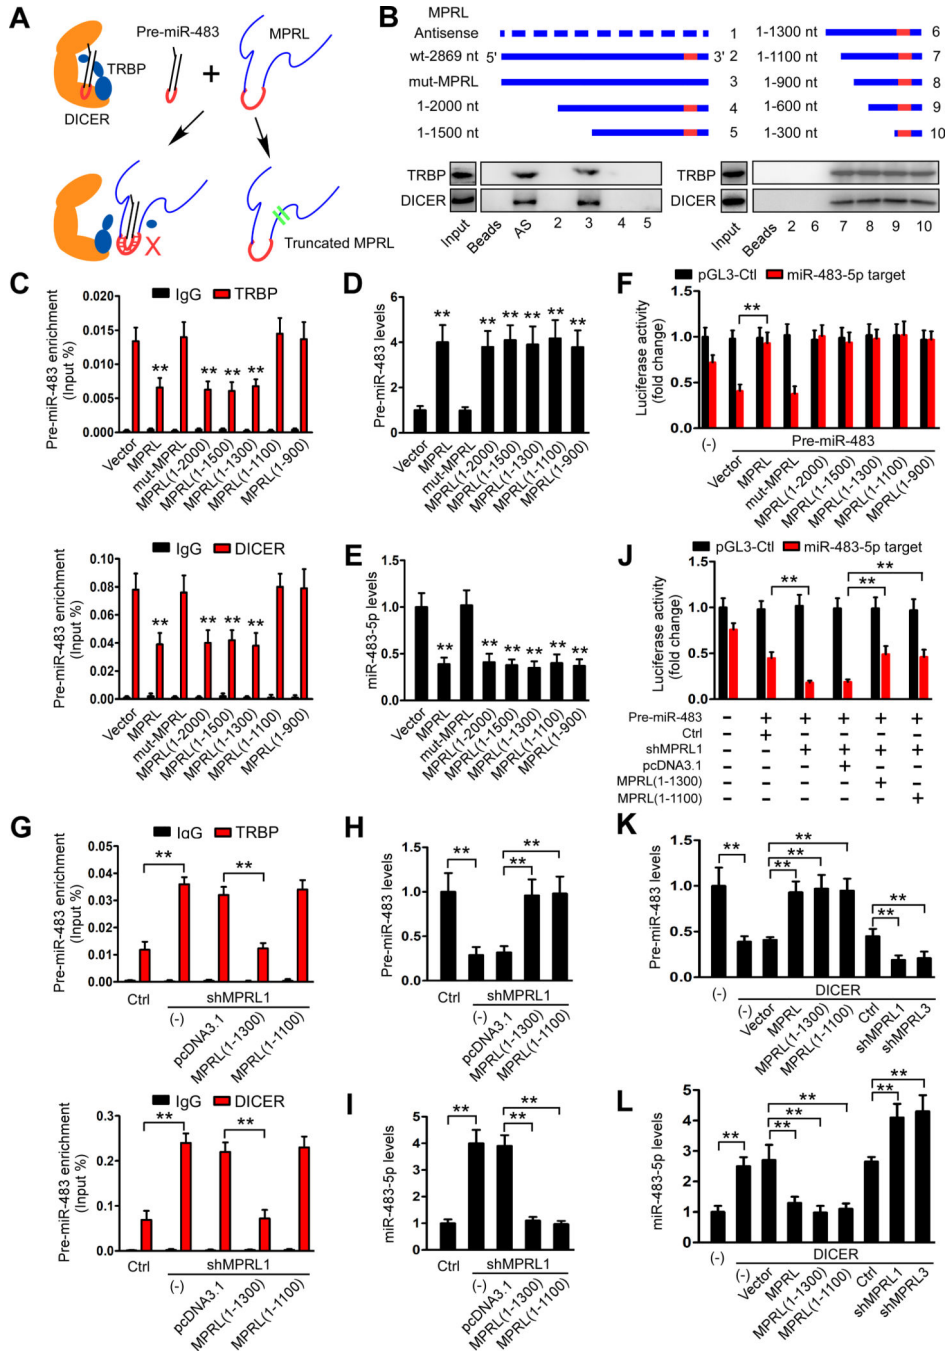 A
Pre-miR-483
MPRL
TRBP
DICER
Truncated MPRL
X
B
MPRL
Antisense 1
wt-2869 nt 5' 3' 2
mut-MPRL 3
1-2000 nt 4
1-1500 nt 5
1-1300 nt 6
1-1100 nt 7
1-900 nt 8
1-600 nt 9
1-300 nt 10
TRBP
DICER
Input Beads AS 2 3 4 5
TRBP
DICER
Input Beads 2 6 7 8 9 10
C
IgG TRBP
Pre-miR-483 enrichment
(Input %)
0.020
0.015
0.010
0.005
0.000
** ** ** **
Vector MPRL mut-MPRL MPRL(1-2000) MPRL(1-1500) MPRL(1-1300) MPRL(1-1100) MPRL(1-900)
IgG DICER
Pre-miR-483 enrichment
(Input %)
0.10
0.08
0.06
0.04
0.02
0.00
** ** ** **
Vector MPRL mut-MPRL MPRL(1-2000) MPRL(1-1500) MPRL(1-1300) MPRL(1-1100) MPRL(1-900)
D
Pre-miR-483 levels
6
4
2
0
** ** ** ** ** **
Vector MPRL mut-MPRL MPRL(1-2000) MPRL(1-1500) MPRL(1-1300) MPRL(1-1100) MPRL(1-900)
E
miR-483-5p levels
1.5
1.0
0.5
0.0
** ** ** ** ** **
Vector MPRL mut-MPRL MPRL(1-2000) MPRL(1-1500) MPRL(1-1300) MPRL(1-1100) MPRL(1-900)
F
pGL3-Ctl miR-483-5p target
Luciferase activity
(fold change)
1.5
1.0
0.5
0.0
**
(-) Pre-miR-483
Vector MPRL mut-MPRL MPRL(1-2000) MPRL(1-1500) MPRL(1-1300) MPRL(1-1100) MPRL(1-900)
J
pGL3-Ctl miR-483-5p target
Luciferase activity
(fold change)
1.5
1.0
0.5
0.0
** ** **
Pre-miR-483 - + + + + +
Ctrl - + - - - -
shMPRL1 - - + + + +
pcDNA3.1 - - - + - -
MPRL(1-1300) - - - - + -
MPRL(1-1100) - - - - - +
G
IgG TRBP
Pre-miR-483 enrichment
(Input %)
0.05
0.04
0.03
0.02
0.01
0.00
** **
Ctrl shMPRL1
(-) pcDNA3.1 MPRL(1-1300) MPRL(1-1100)
IgG DICER
Pre-miR-483 enrichment
(Input %)
0.3
0.2
0.1
0.0
** **
Ctrl shMPRL1
(-) pcDNA3.1 MPRL(1-1300) MPRL(1-1100)
H
Pre-miR-483 levels
1.5
1.0
0.5
0.0
** ** **
Ctrl shMPRL1
(-) pcDNA3.1 MPRL(1-1300) MPRL(1-1100)
I
miR-483-5p levels
5
4
3
2
1
0
** ** **
Ctrl shMPRL1
(-) pcDNA3.1 MPRL(1-1300) MPRL(1-1100)
K
Pre-miR-483 levels
1.5
1.0
0.5
0.0
** ** ** ** ** **
(-) DICER
(-) Vector MPRL MPRL(1-1300) MPRL(1-1100) Ctrl shMPRL1 shMPRL3
L
miR-483-5p levels
5
4
3
2
1
0
** ** ** ** ** **
(-) DICER
(-) Vector MPRL MPRL(1-1300) MPRL(1-1100) Ctrl shMPRL1 shMPRL3